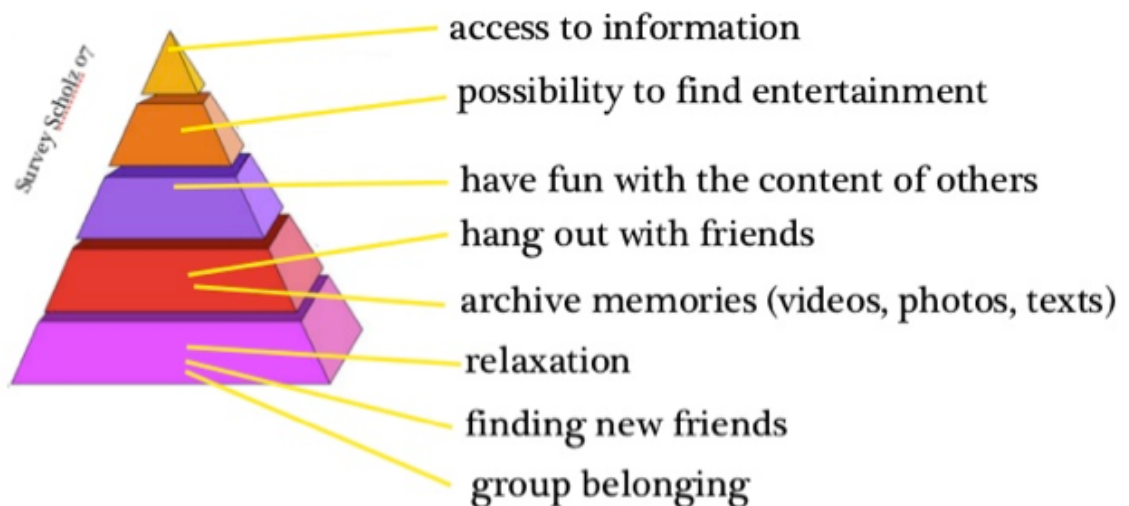 Survey Scholz 07
access to information
possibility to find entertainment
have fun with the content of others
hang out with friends
archive memories (videos, photos, texts)
relaxation
finding new friends
group belonging